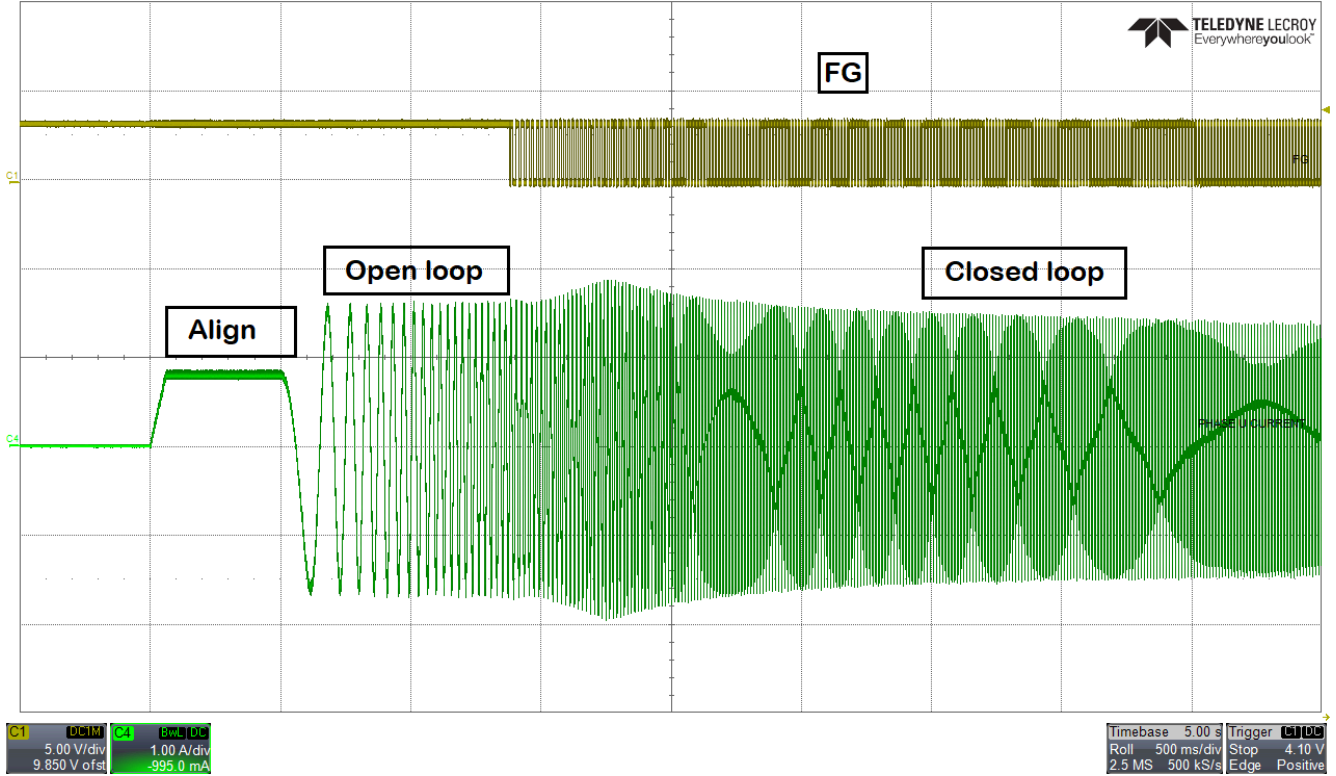 TELEDYNE LECROY
Everywhereyoulook™
FG
C1
FG
Open loop
Closed loop
Align
C4
PHASE U CURRENT
C1 DC1M
5.00 V/div
9.850 V ofst
C4 BwL DC
1.00 A/div
-995.0 mA
Timebase 5.00 s
Roll 500 ms/div
2.5 MS 500 kS/s
Trigger C1 DC
Stop 4.10 V
Edge Positive